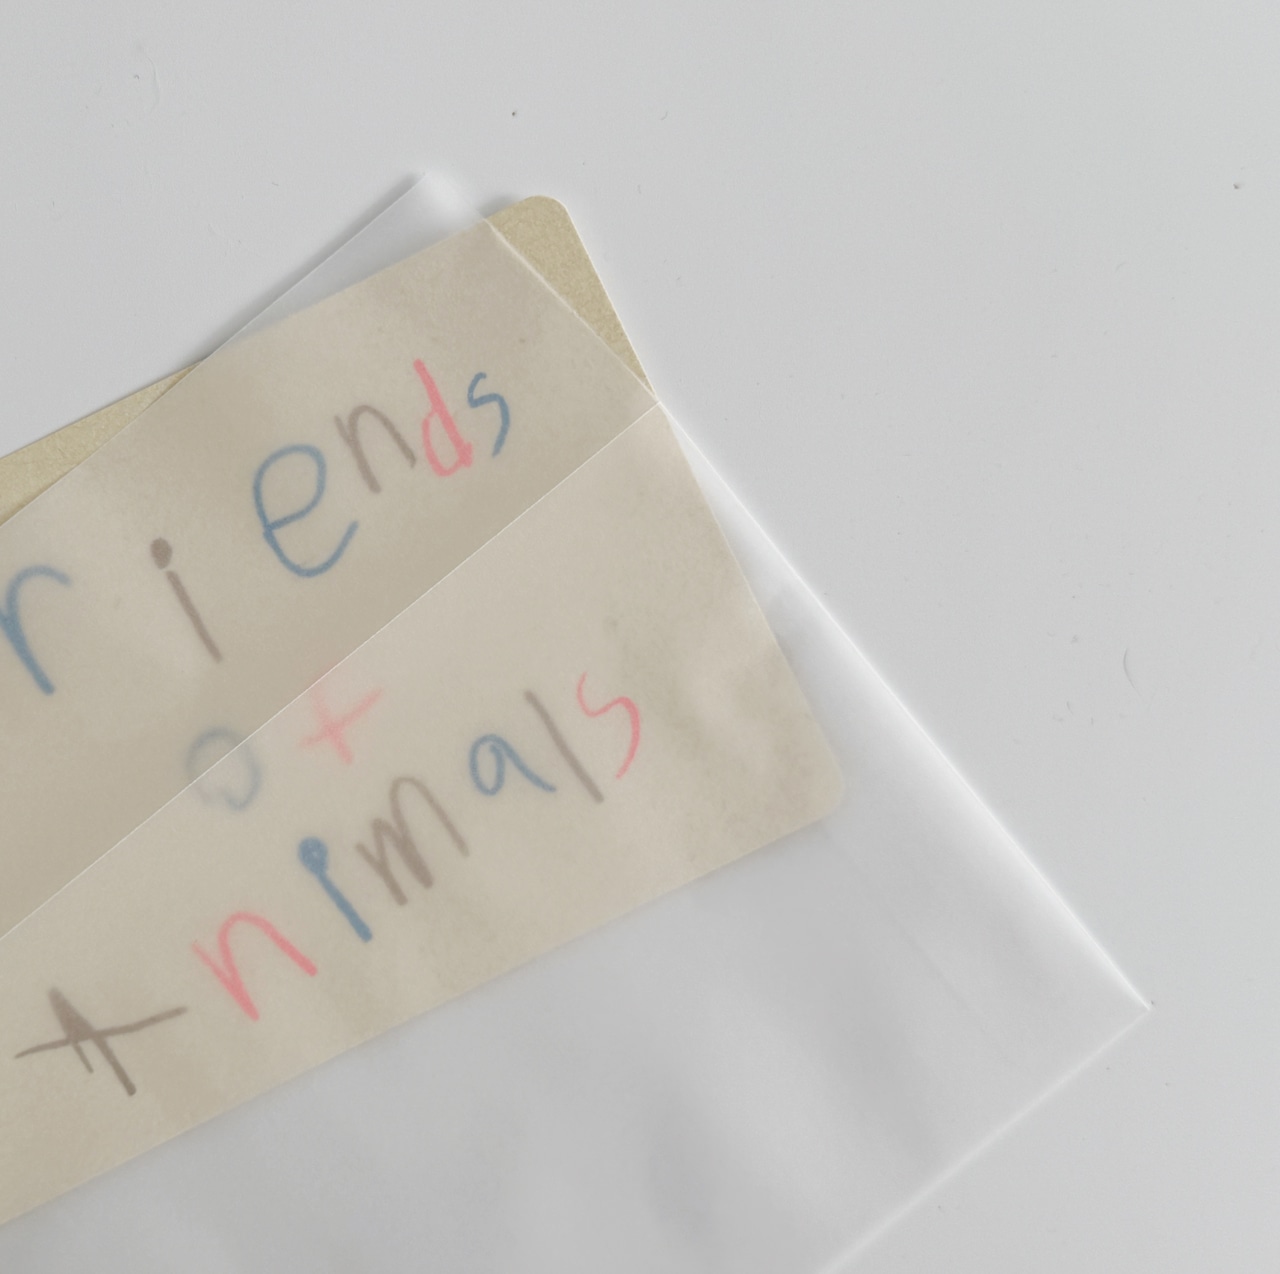 riends
of
Animals